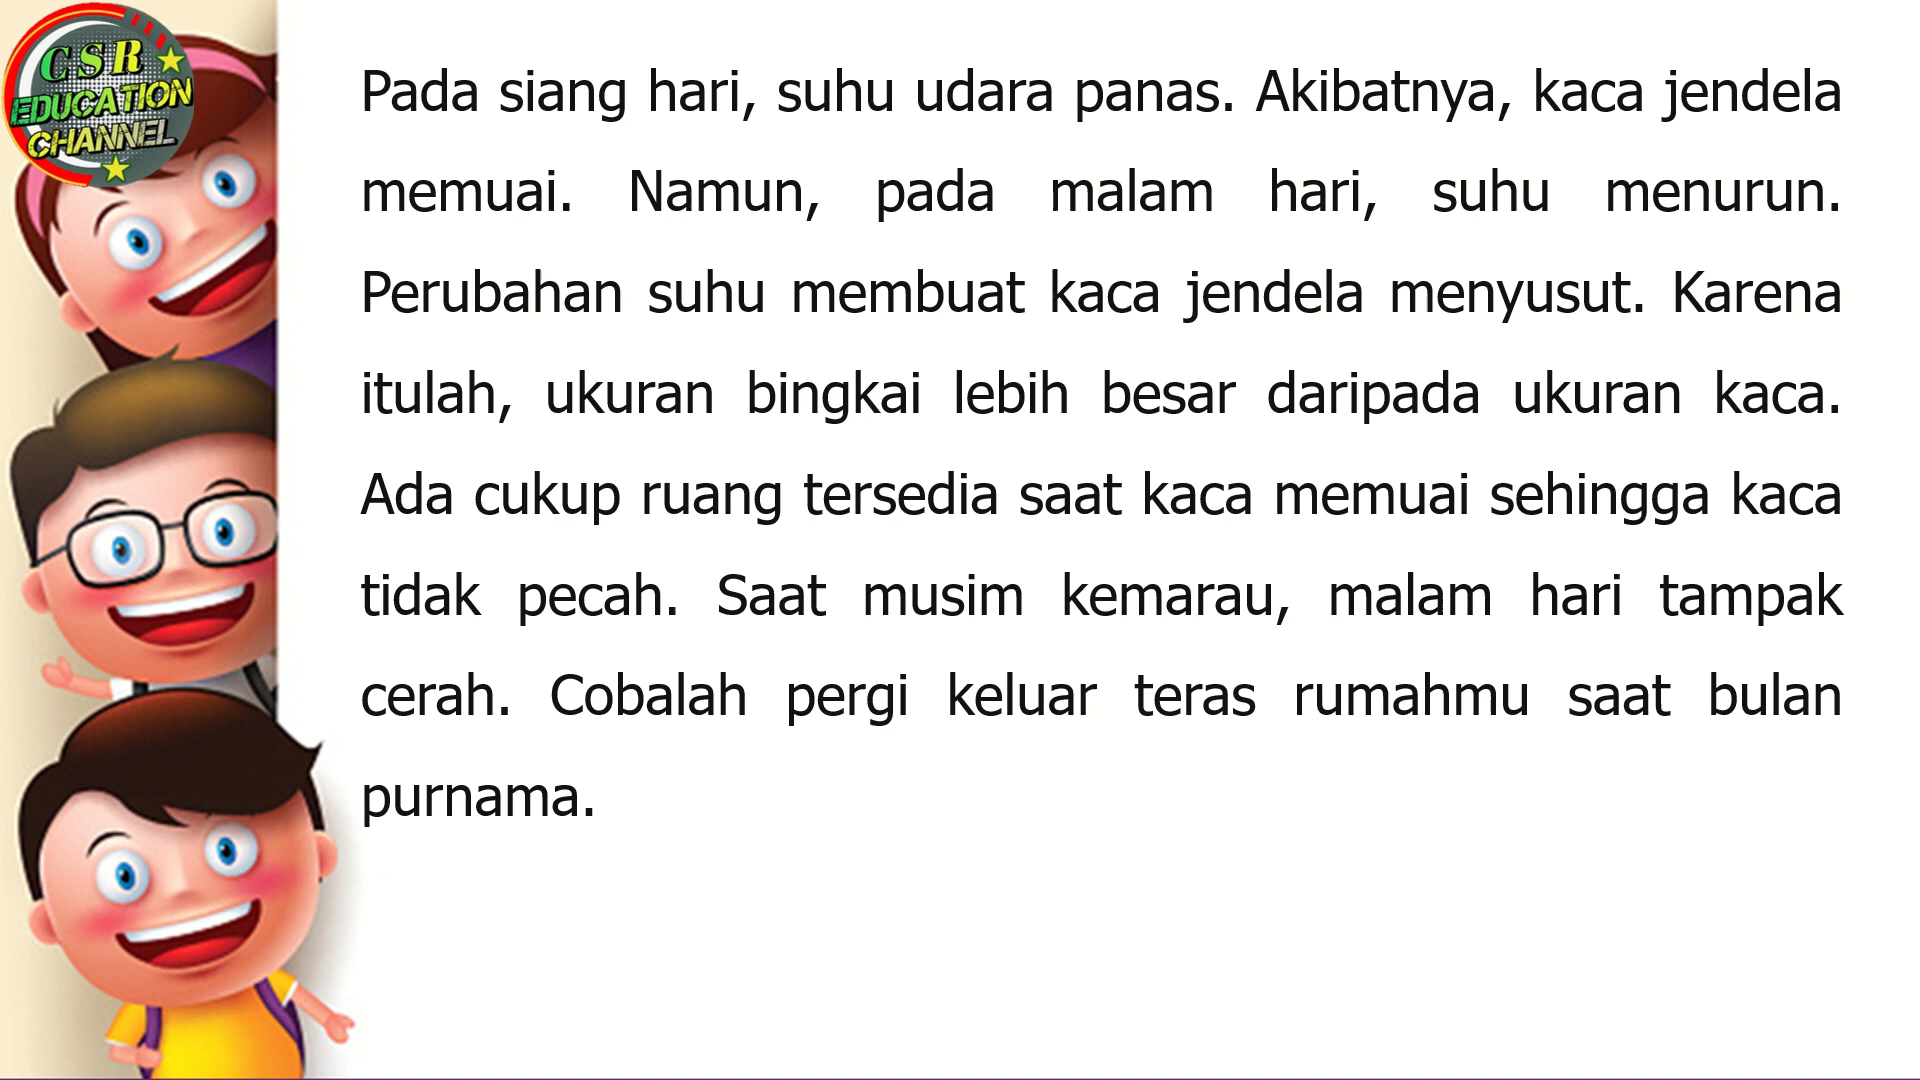 CSR
EDUCATION
CHANNEL
Pada siang hari, suhu udara panas. Akibatnya, kaca jendela
memuai. Namun, pada malam hari, suhu menurun.
Perubahan suhu membuat kaca jendela menyusut. Karena
itulah, ukuran bingkai lebih besar daripada ukuran kaca.
Ada cukup ruang tersedia saat kaca memuai sehingga kaca
tidak pecah. Saat musim kemarau, malam hari tampak
cerah. Cobalah pergi keluar teras rumahmu saat bulan
purnama.